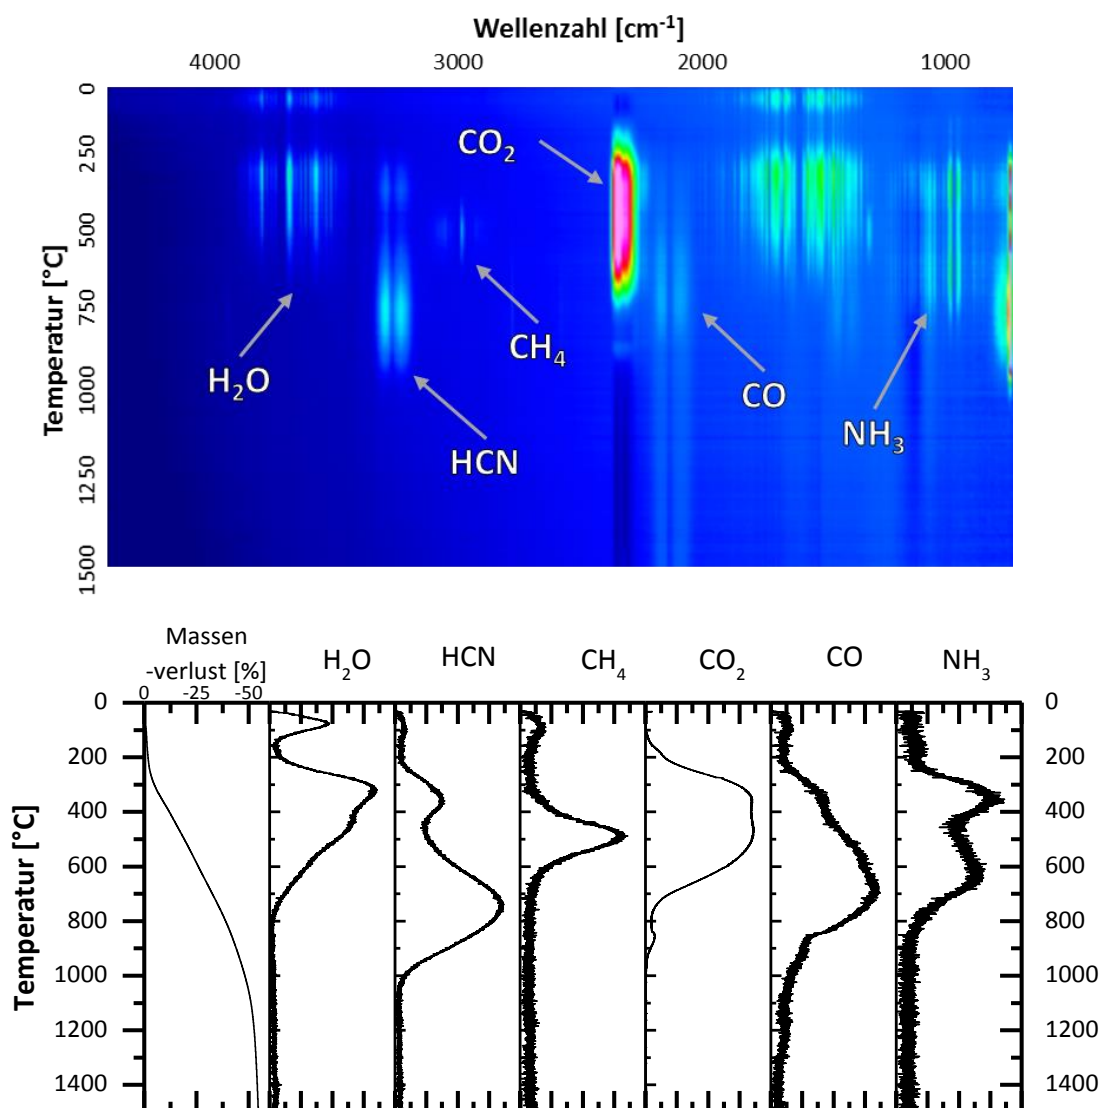 Wellenzahl [cm⁻¹]
4000 3000 2000 1000
Temperatur [°C]
0
250
500
750
1000
1250
1500
CO₂
H₂O
CH₄
HCN
CO
NH₃
Massen
-verlust [%]
0 -25 -50
H₂O HCN CH₄ CO₂ CO NH₃
Temperatur [°C]
0 0
200 200
400 400
600 600
800 800
1000 1000
1200 1200
1400 1400